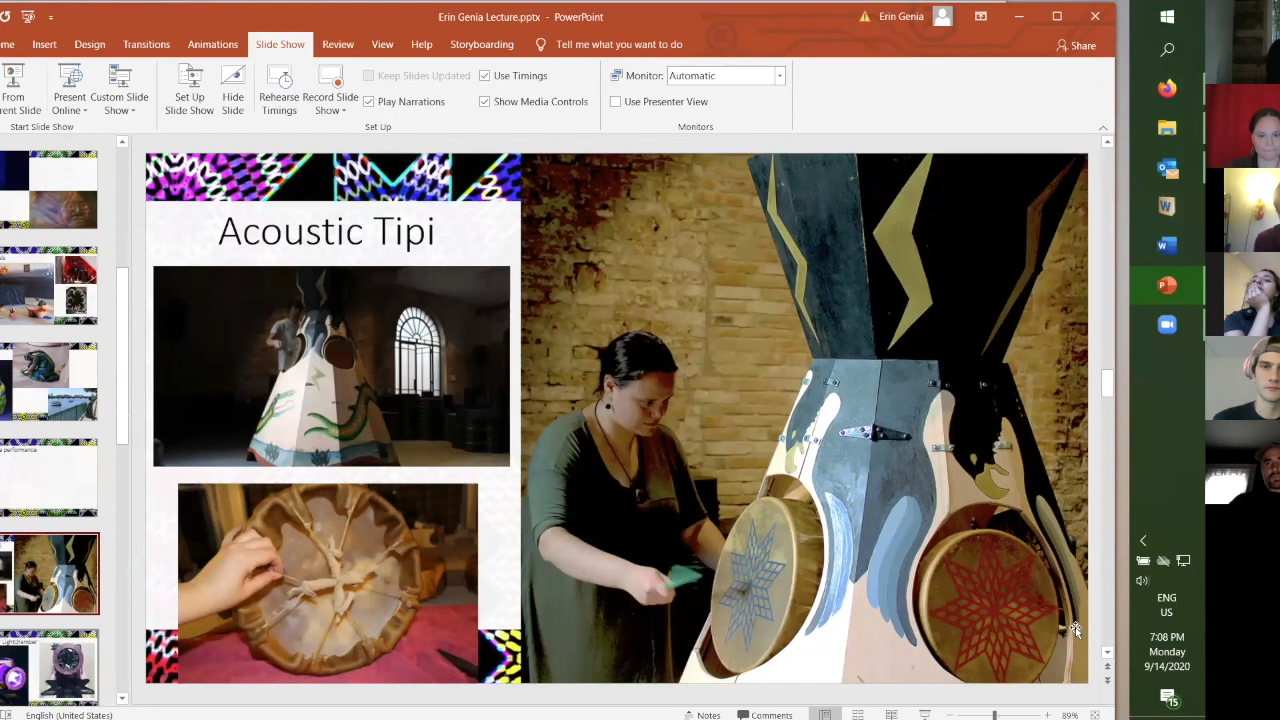 Erin Genia Lecture.pptx - PowerPoint
Erin Genia
Insert Design Transitions Animations Slide Show Review View Help Storyboarding Tell me what you want to do
Share
From
Present Online
Custom Slide Show
Set Up Slide Show
Hide Slide
Rehearse Timings
Record Slide Show
Keep Slides Updated
Use Timings
Play Narrations
Show Media Controls
Monitor: Automatic
Use Presenter View
Start Slide Show
Set Up
Monitors
performance
Acoustic Tipi
ENG
US
7:08 PM
Monday
9/14/2020
15
English (United States)
Notes
Comments
89%